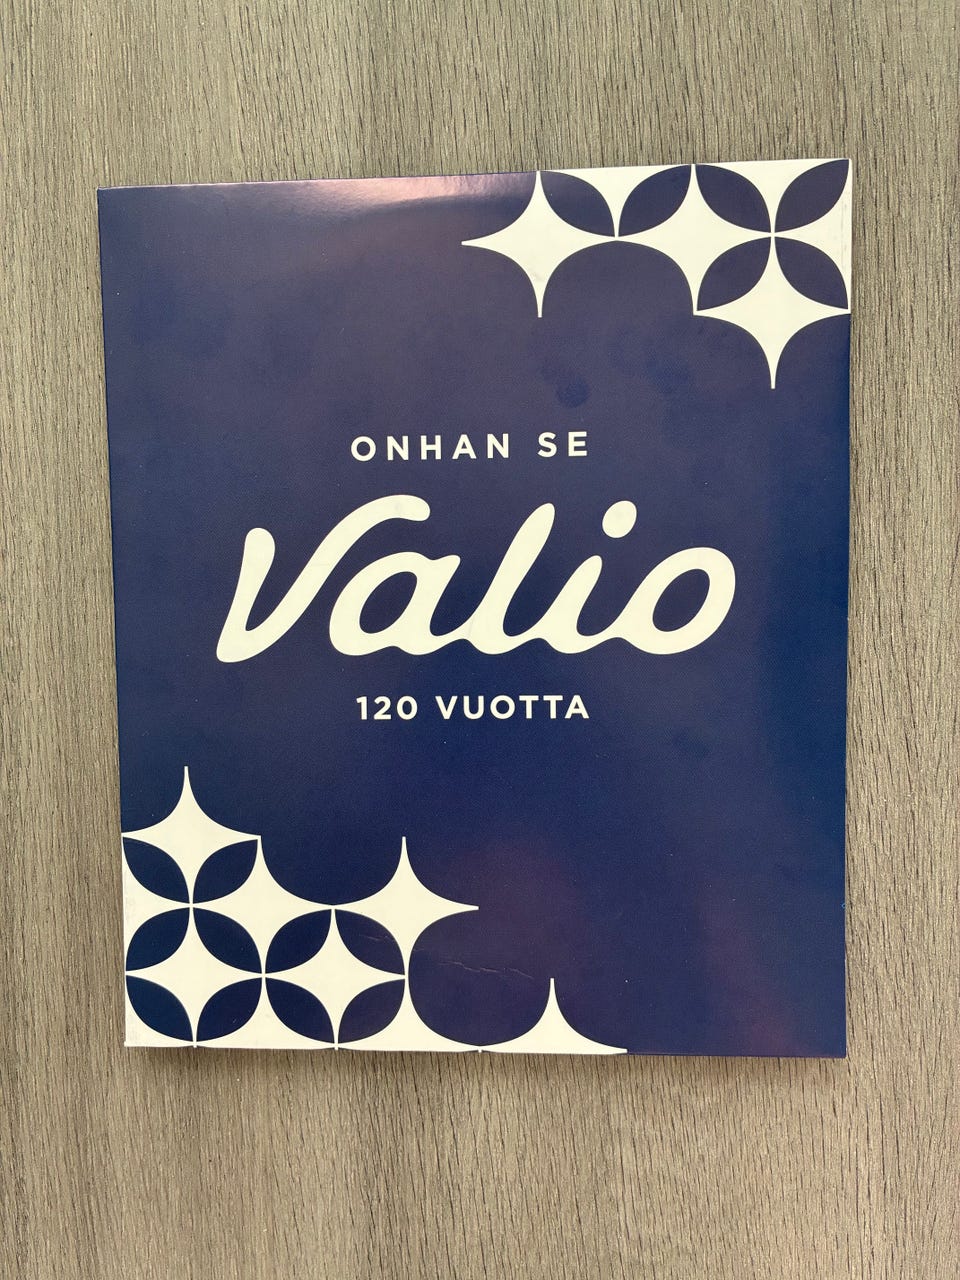 ONHAN SE
Valio
120 VUOTTA